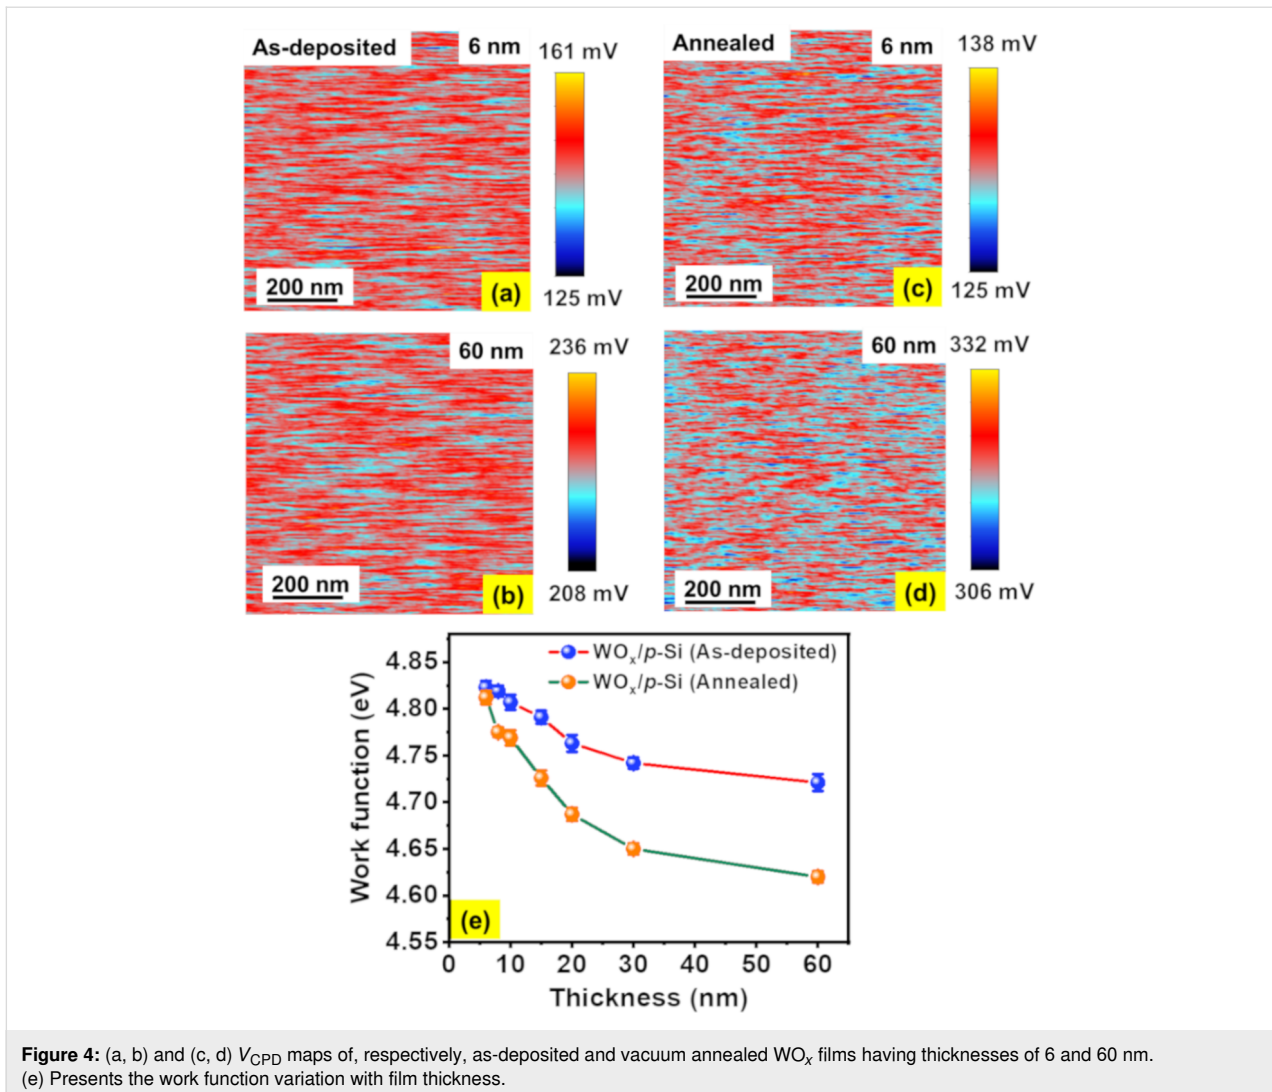 As-deposited 6 nm
161 mV
200 nm
(a)
125 mV
Annealed 6 nm
138 mV
200 nm
(c)
125 mV
60 nm
236 mV
200 nm
(b)
208 mV
60 nm
332 mV
200 nm
(d)
306 mV
Work function (eV)
4.85
4.80
4.75
4.70
4.65
4.60
4.55
WOₓ/p-Si (As-deposited)
WOₓ/p-Si (Annealed)
(e)
0 10 20 30 40 50 60
Thickness (nm)
Figure 4: (a, b) and (c, d) V_CPD maps of, respectively, as-deposited and vacuum annealed WOₓ films having thicknesses of 6 and 60 nm.
(e) Presents the work function variation with film thickness.